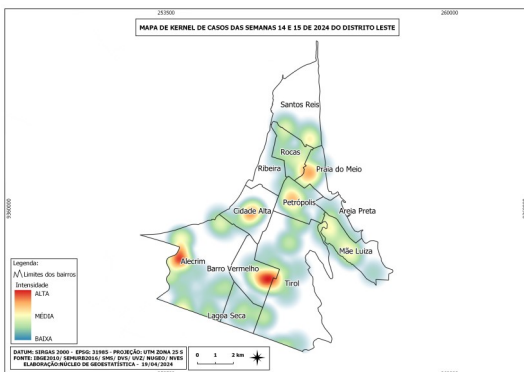 253500
260000
MAPA DE KERNEL DE CASOS DAS SEMANAS 14 E 15 DE 2024 DO DISTRITO LESTE
Santos Reis
Rocas
Ribeira
Praia do Meio
Petrópolis
Cidade Alta
Areia Preta
Mãe Luiza
Alecrim
Barro Vermelho
Tirol
Lagoa Seca
9360000
Legenda:
Limites dos bairros
Intensidade
ALTA
MÉDIA
BAIXA
DATUM: SIRGAS 2000 - EPSG: 31985 - PROJEÇÃO: UTM ZONA 25 S
FONTE: IBGE2010/ SEMURB2016/ SMS/ DVS/ UVZ/ NUGEO/ NVES
ELABORAÇÃO:NÚCLEO DE GEOESTATÍSTICA - 19/04/2024
0 1 2 km